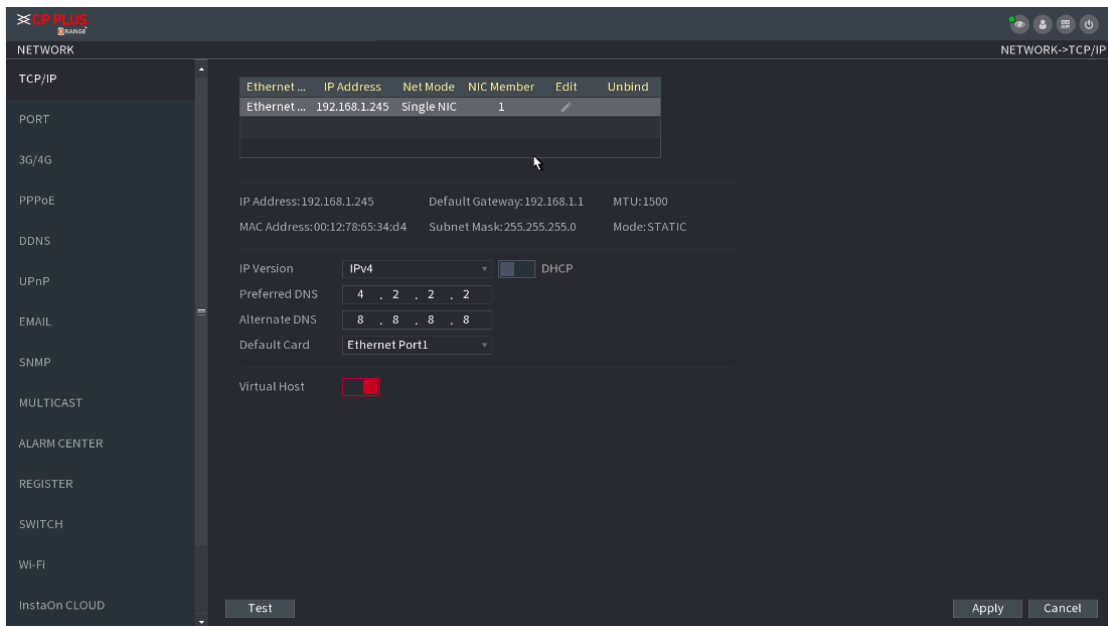 CP PLUS
ORANGE
NETWORK NETWORK->TCP/IP
TCP/IP
PORT
3G/4G
PPPoE
DDNS
UPnP
EMAIL
SNMP
MULTICAST
ALARM CENTER
REGISTER
SWITCH
Wi-Fi
InstaOn CLOUD
Ethernet ... IP Address Net Mode NIC Member Edit Unbind
Ethernet ... 192.168.1.245 Single NIC 1
IP Address:192.168.1.245 Default Gateway:192.168.1.1 MTU:1500
MAC Address:00:12:78:65:34:d4 Subnet Mask:255.255.255.0 Mode:STATIC
IP Version IPv4 DHCP
Preferred DNS 4 . 2 . 2 . 2
Alternate DNS 8 . 8 . 8 . 8
Default Card Ethernet Port1
Virtual Host
Test Apply Cancel